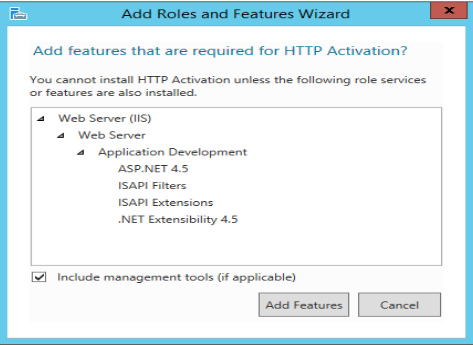 Add Roles and Features Wizard
Add features that are required for HTTP Activation?
You cannot install HTTP Activation unless the following role services
or features are also installed.
Web Server (IIS)
Web Server
Application Development
ASP.NET 4.5
ISAPI Filters
ISAPI Extensions
.NET Extensibility 4.5
Include management tools (if applicable)
Add Features Cancel